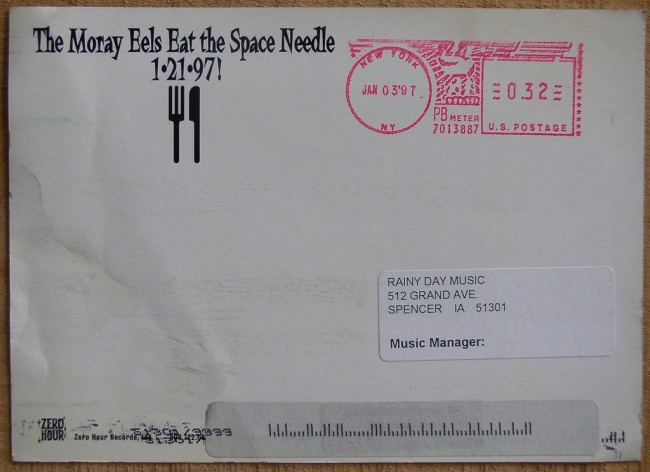 The Moray Eels Eat the Space Needle
1•21•97!
NEW YORK
JAN 03'97
NY
PB METER
7013887
0.32
U.S. POSTAGE
RAINY DAY MUSIC
512 GRAND AVE.
SPENCER IA 51301
Music Manager:
ZERO
HOUR
Zero Hour Records,